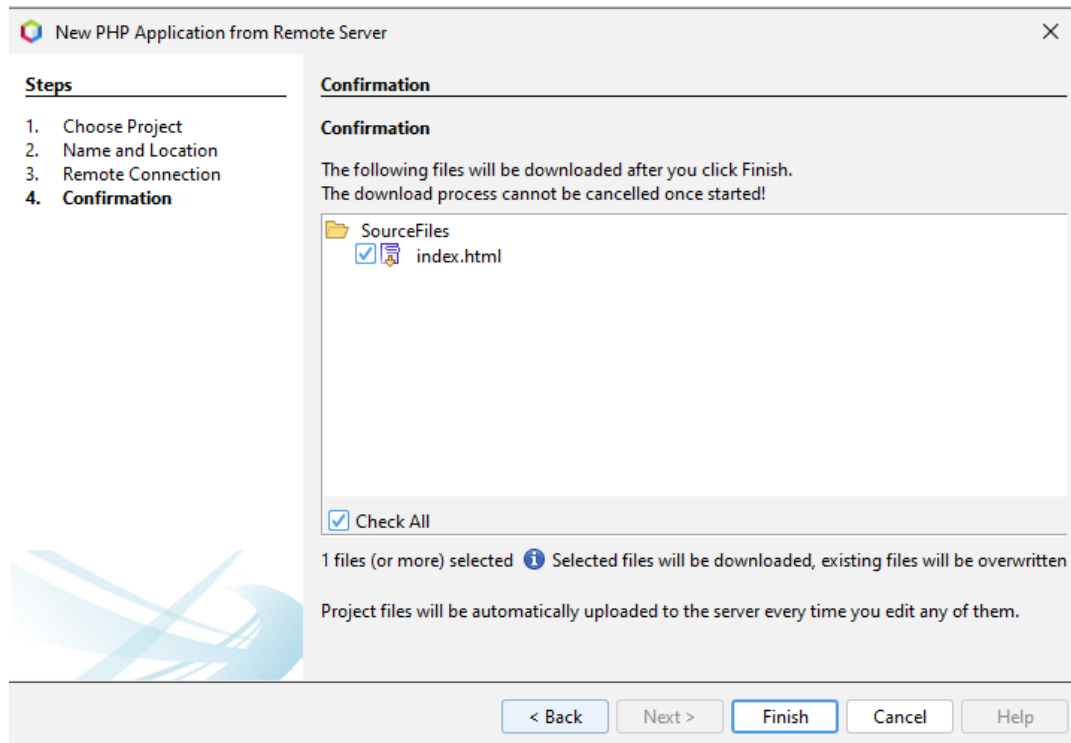 New PHP Application from Remote Server
Steps
1. Choose Project
2. Name and Location
3. Remote Connection
4. Confirmation
Confirmation
Confirmation
The following files will be downloaded after you click Finish.
The download process cannot be cancelled once started!
SourceFiles
index.html
Check All
1 files (or more) selected Selected files will be downloaded, existing files will be overwritten
Project files will be automatically uploaded to the server every time you edit any of them.
< Back Next > Finish Cancel Help